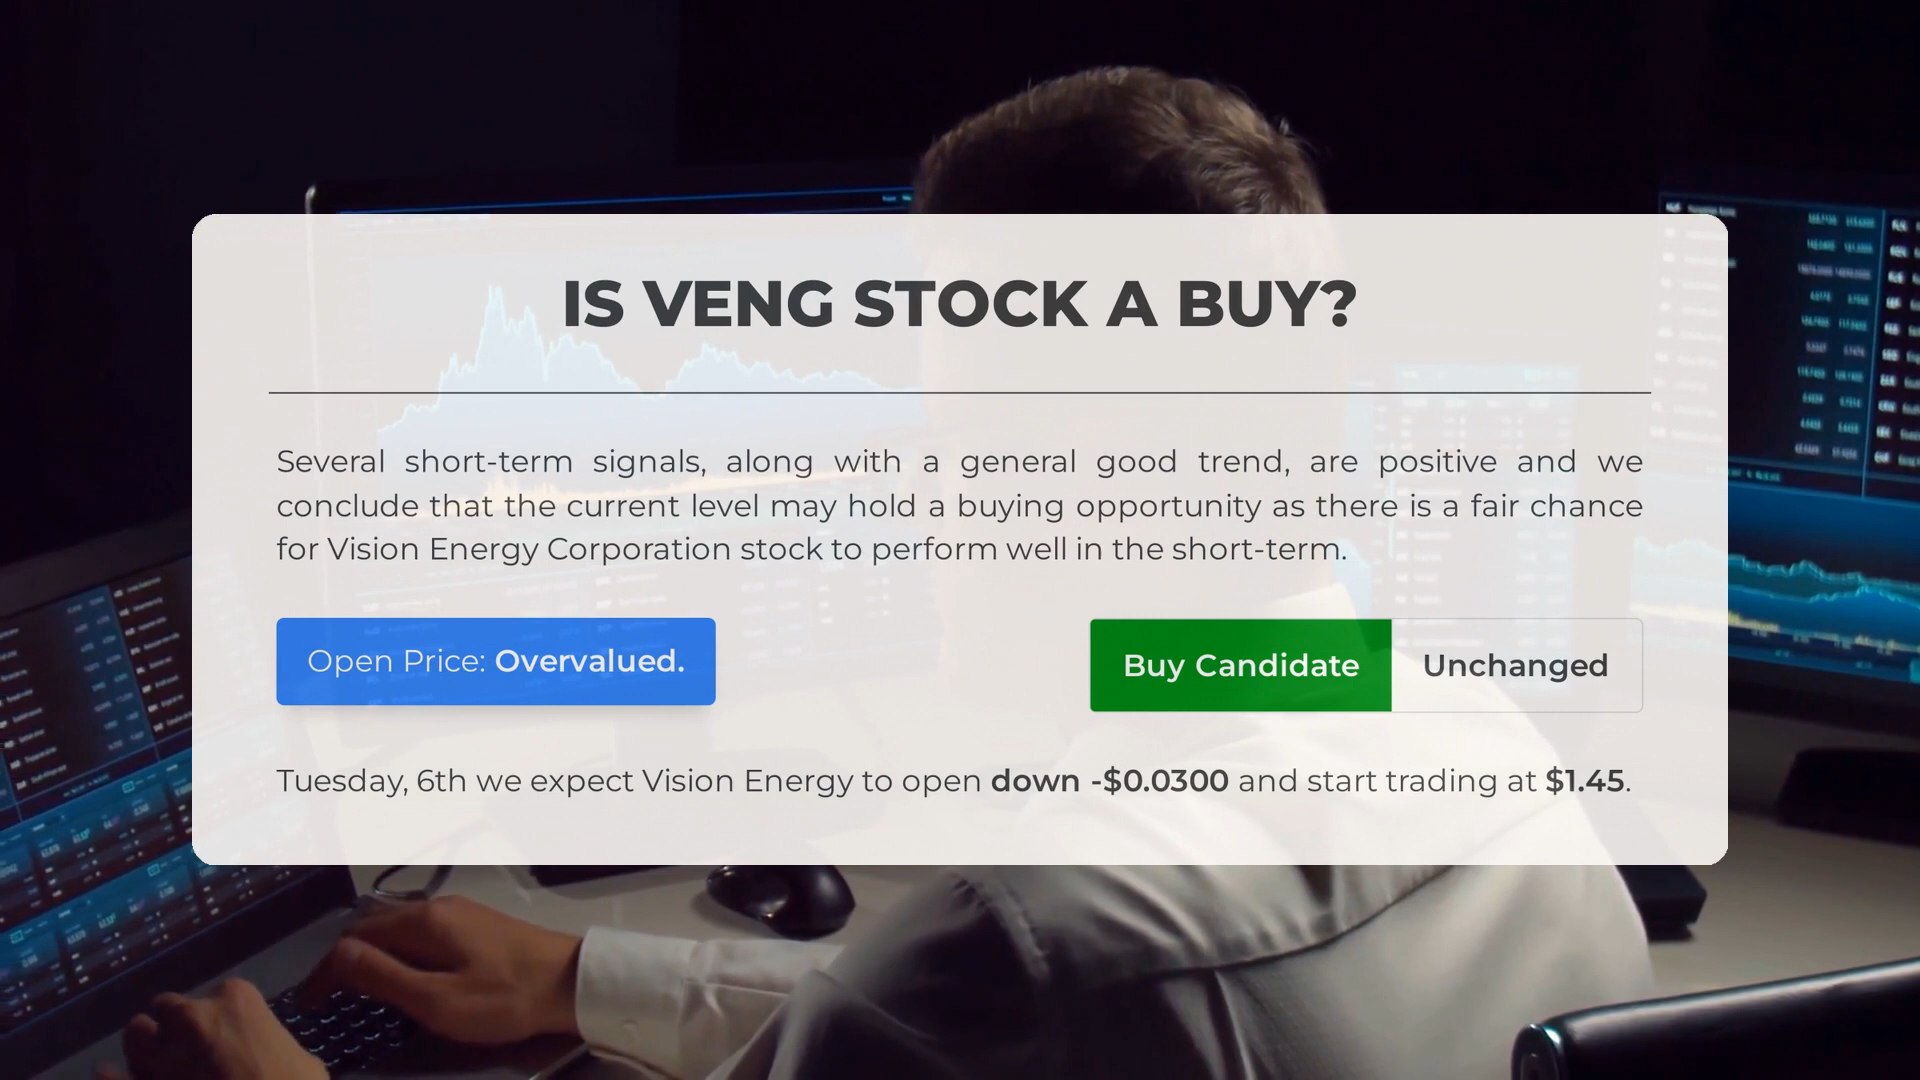 IS VENG STOCK A BUY?
Several short-term signals, along with a general good trend, are positive and we
conclude that the current level may hold a buying opportunity as there is a fair chance
for Vision Energy Corporation stock to perform well in the short-term.
Open Price: Overvalued.
Buy Candidate Unchanged
Tuesday, 6th we expect Vision Energy to open down -$0.0300 and start trading at $1.45.